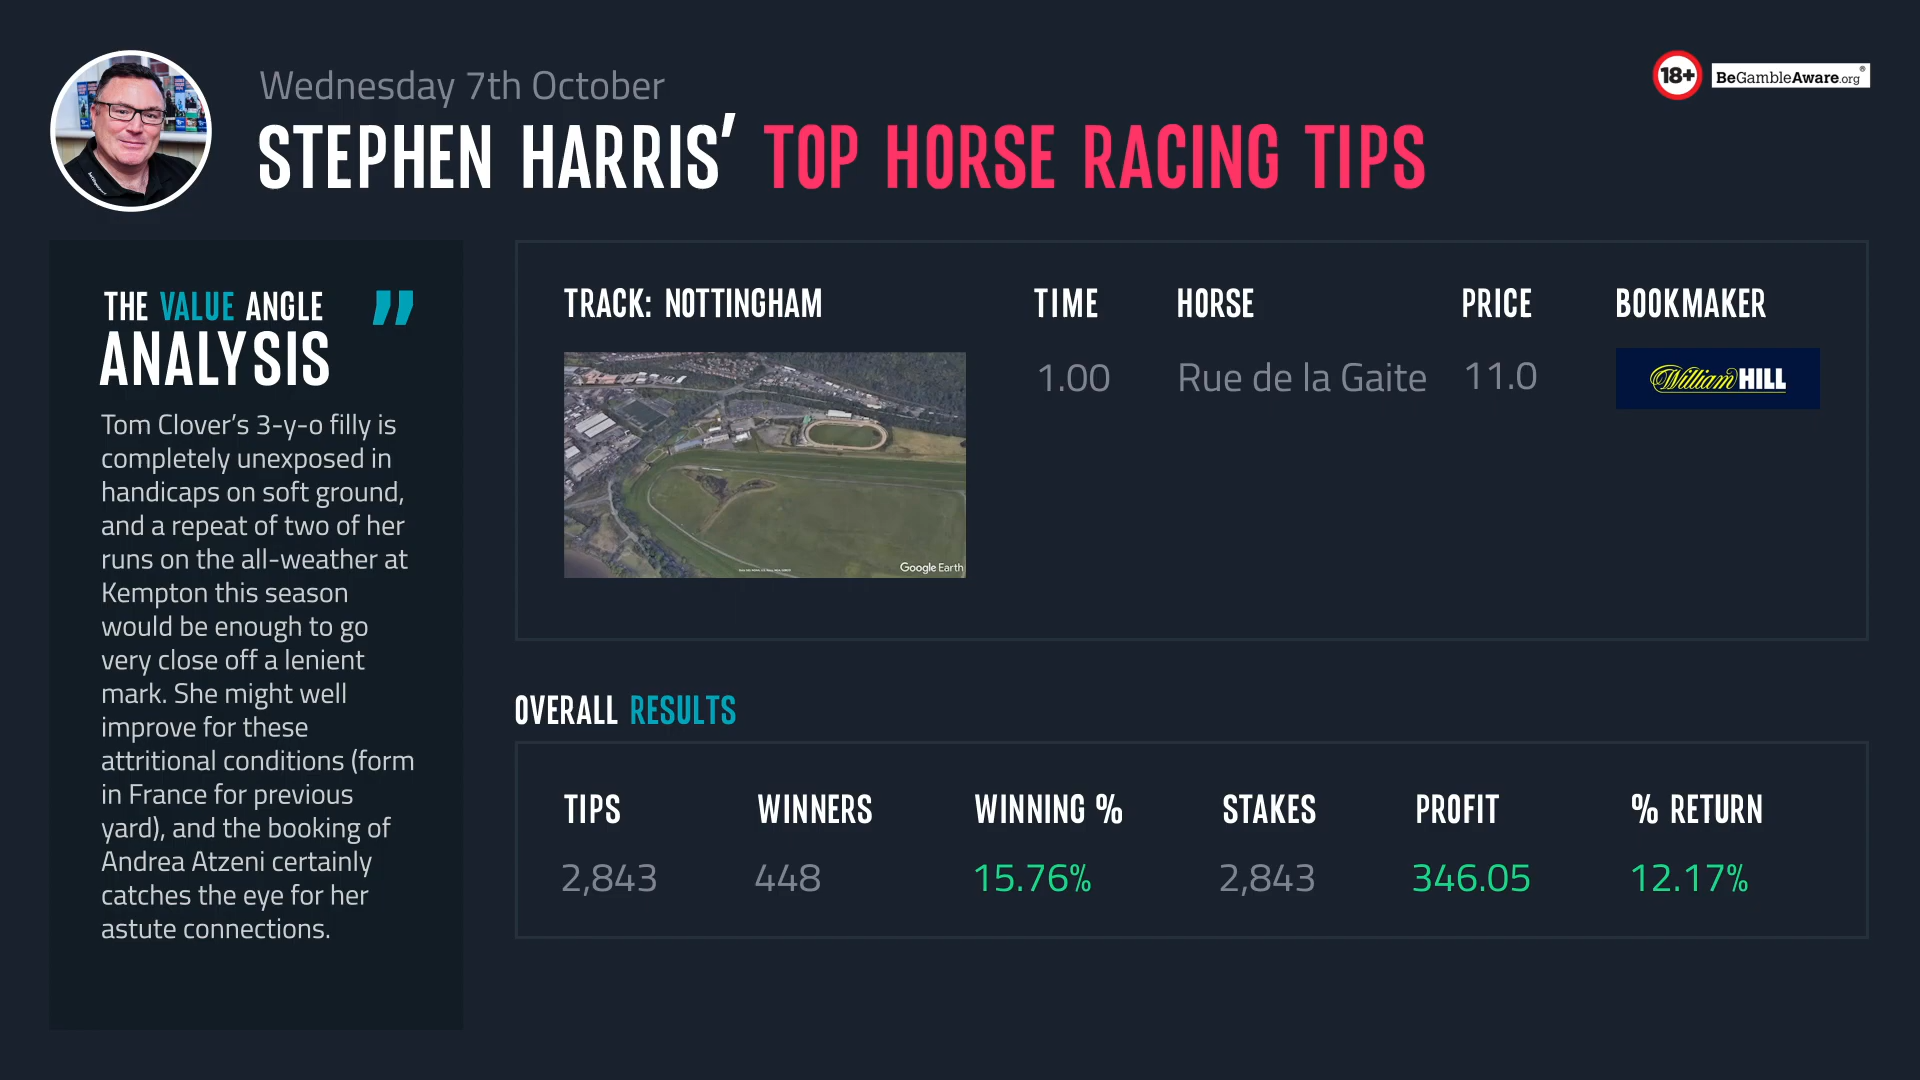 Wednesday 7th October
STEPHEN HARRIS’ TOP HORSE RACING TIPS
18+
BeGambleAware.org®
THE VALUE ANGLE
ANALYSIS
”
Tom Clover’s 3-y-o filly is
completely unexposed in
handicaps on soft ground,
and a repeat of two of her
runs on the all-weather at
Kempton this season
would be enough to go
very close off a lenient
mark. She might well
improve for these
attritional conditions (form
in France for previous
yard), and the booking of
Andrea Atzeni certainly
catches the eye for her
astute connections.
TRACK: NOTTINGHAM TIME HORSE PRICE BOOKMAKER
1.00 Rue de la Gaite 11.0 William HILL
Google Earth
OVERALL RESULTS
TIPS WINNERS WINNING % STAKES PROFIT % RETURN
2,843 448 15.76% 2,843 346.05 12.17%